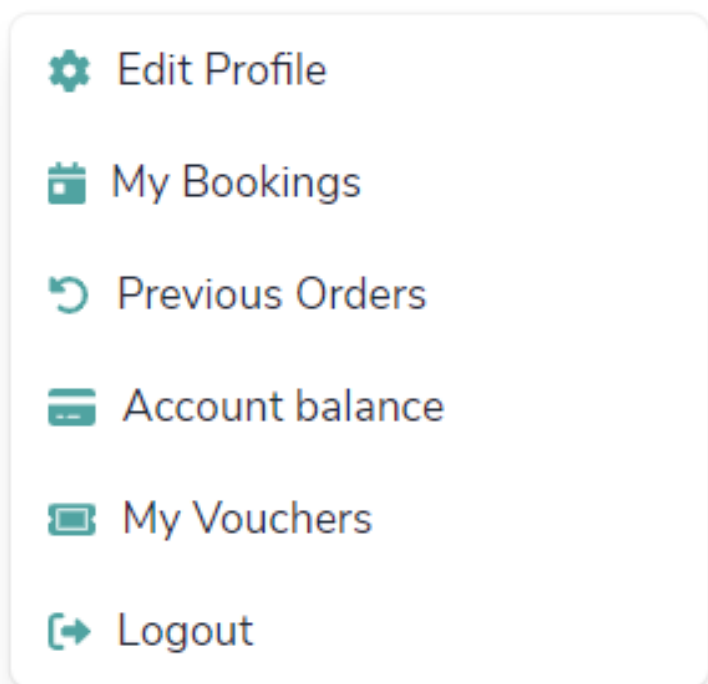 Edit Profile
My Bookings
Previous Orders
Account balance
My Vouchers
Logout